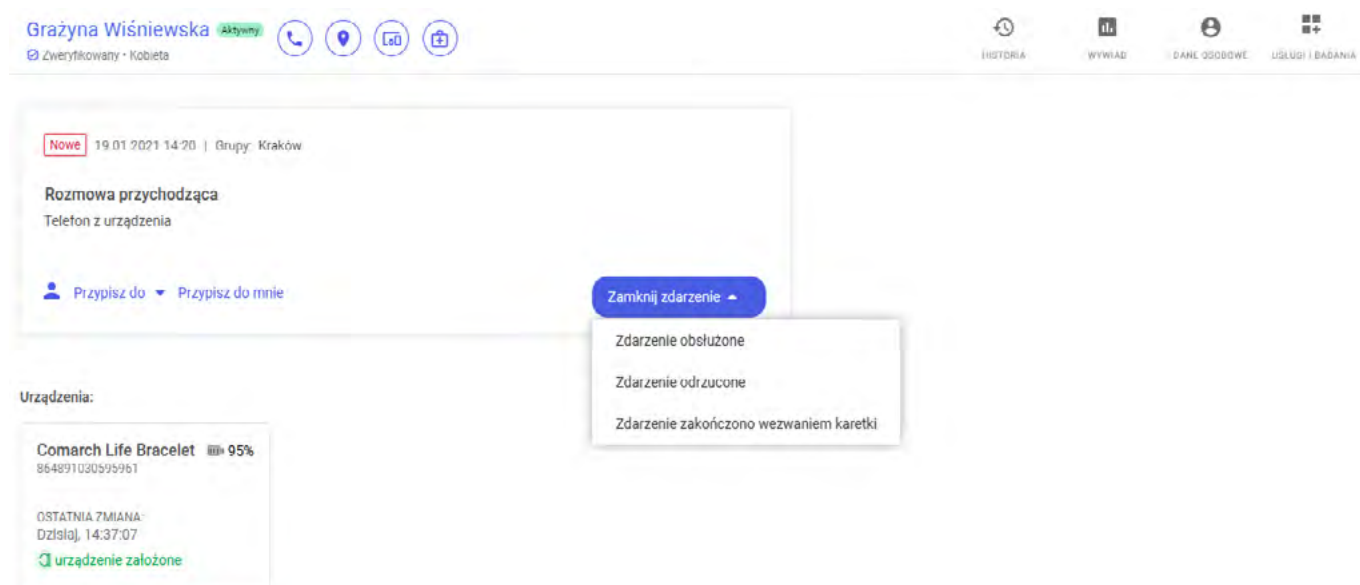 Grażyna Wiśniewska Aktywny
Zweryfikowany • Kobieta
HISTORIA
WYWIAD
DANE OSOBOWE
USŁUGI I BADANIA
Nowe 19.01.2021 14:20 | Grupy: Kraków
Rozmowa przychodząca
Telefon z urządzenia
Przypisz do Przypisz do mnie
Zamknij zdarzenie
Zdarzenie obsłużone
Zdarzenie odrzucone
Zdarzenie zakończono wezwaniem karetki
Urządzenia:
Comarch Life Bracelet 95%
864891030595961
OSTATNIA ZMIANA:
Dzisiaj, 14:37:07
urządzenie założone